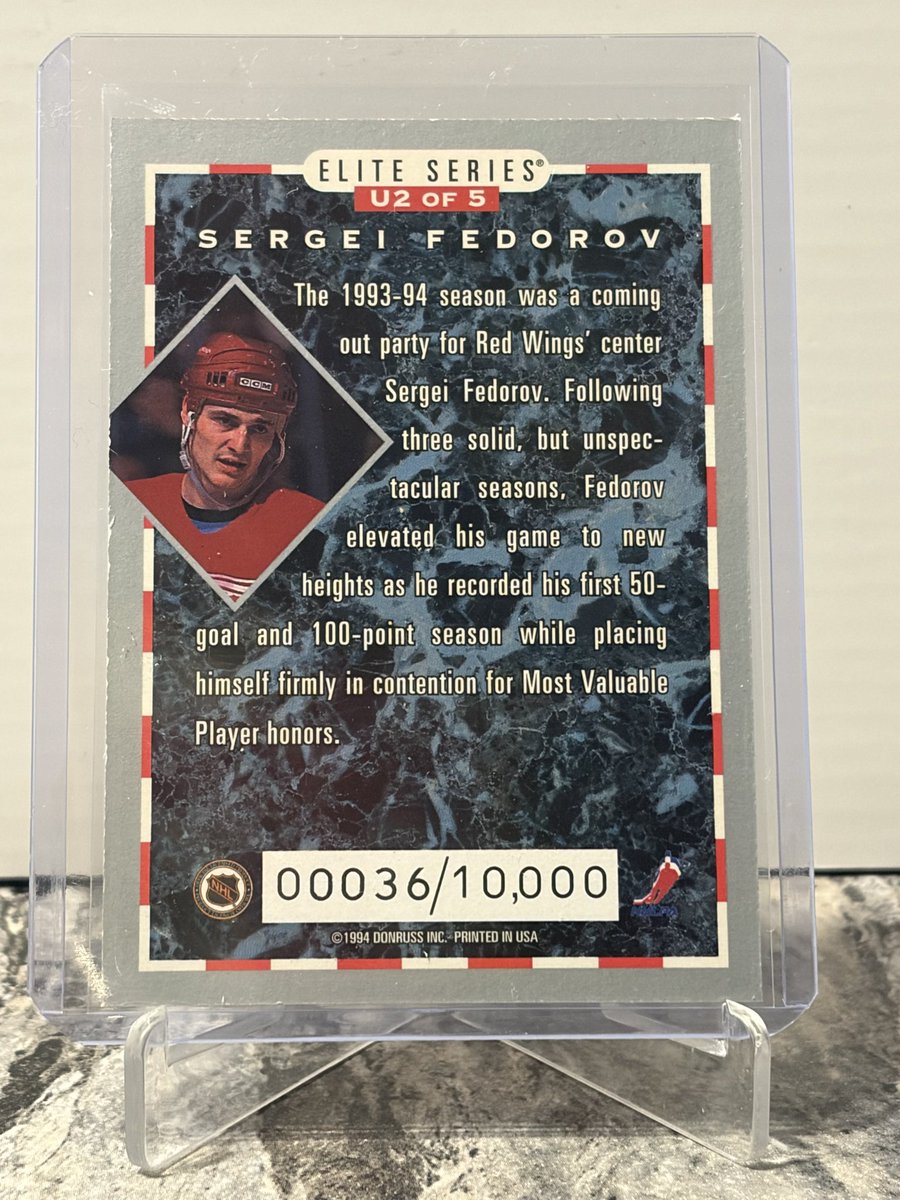 ELITE SERIES®
U2 OF 5
SERGEI FEDOROV
The 1993-94 season was a coming
out party for Red Wings' center
Sergei Fedorov. Following
three solid, but unspec-
tacular seasons, Fedorov
elevated his game to new
heights as he recorded his first 50-
goal and 100-point season while placing
himself firmly in contention for Most Valuable
Player honors.
CCM
NHL
00036/10,000
©1994 DONRUSS INC. PRINTED IN USA